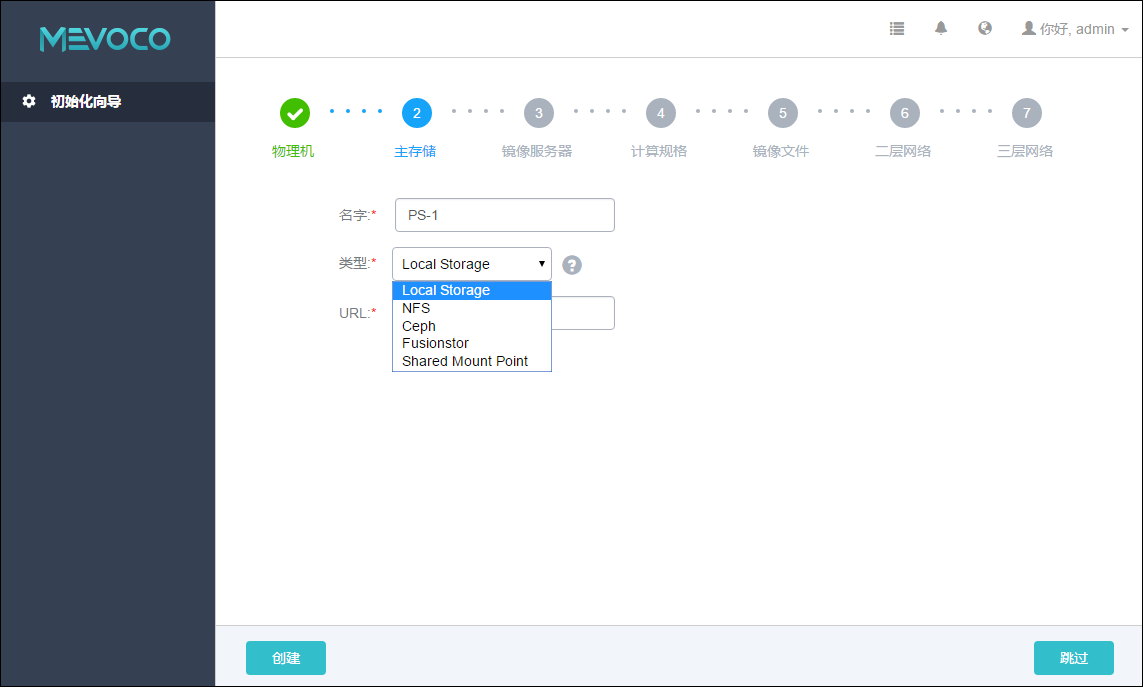 MEVOCO
你好, admin
初始化向导
2 3 4 5 6 7
物理机 主存储 镜像服务器 计算规格 镜像文件 二层网络 三层网络
名字:* PS-1
类型:* Local Storage ?
Local Storage
NFS
URL:*
Ceph
Fusionstor
Shared Mount Point
创建 跳过